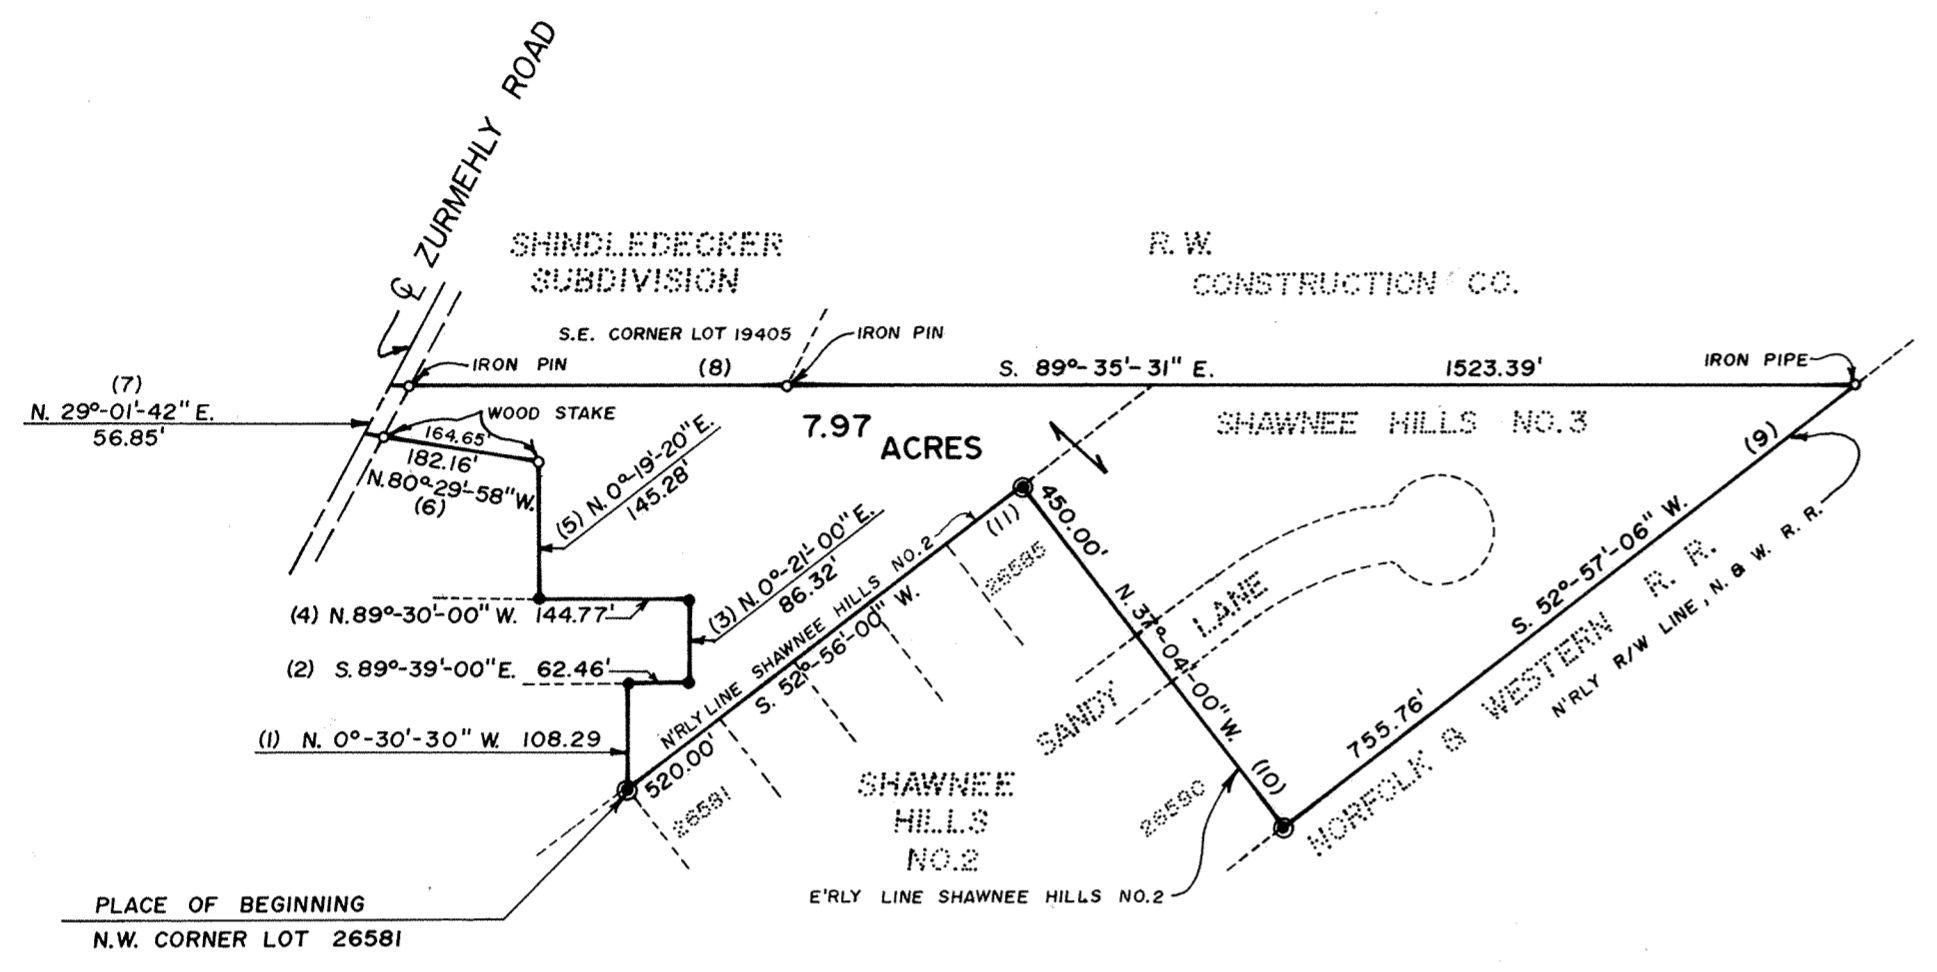 ℄ ZURMEHLY ROAD
SHINDLEDECKER
SUBDIVISION
R. W.
CONSTRUCTION CO.
S.E. CORNER LOT 19405
IRON PIN
IRON PIN
(8)
S. 89°-35'-31" E.
1523.39'
IRON PIPE
(7)
N. 29°-01'-42" E.
56.85'
WOOD STAKE
164.65'
182.16'
N. 80°-29'-58" W.
(6)
(5) N. 0°-19'-20" E.
145.28'
7.97
ACRES
SHAWNEE HILLS NO. 3
(9)
S. 52°-57'-06" W.
755.76'
NORFOLK & WESTERN R. R.
N'RLY R/W LINE, N. & W. R. R.
(3) N. 0°-21'-00" E.
86.32'
(4) N. 89°-30'-00" W. 144.77'
(2) S. 89°-39'-00" E. 62.46'
(1) N. 0°-30'-30" W. 108.29
N'RLY LINE SHAWNEE HILLS NO. 2
(11)
S. 52°-56'-00" W.
520.00'
26585
26581
450.00'
N. 37°-04'-00" W.
(10)
SANDY LANE
26590
SHAWNEE
HILLS
NO. 2
E'RLY LINE SHAWNEE HILLS NO. 2
PLACE OF BEGINNING
N.W. CORNER LOT 26581